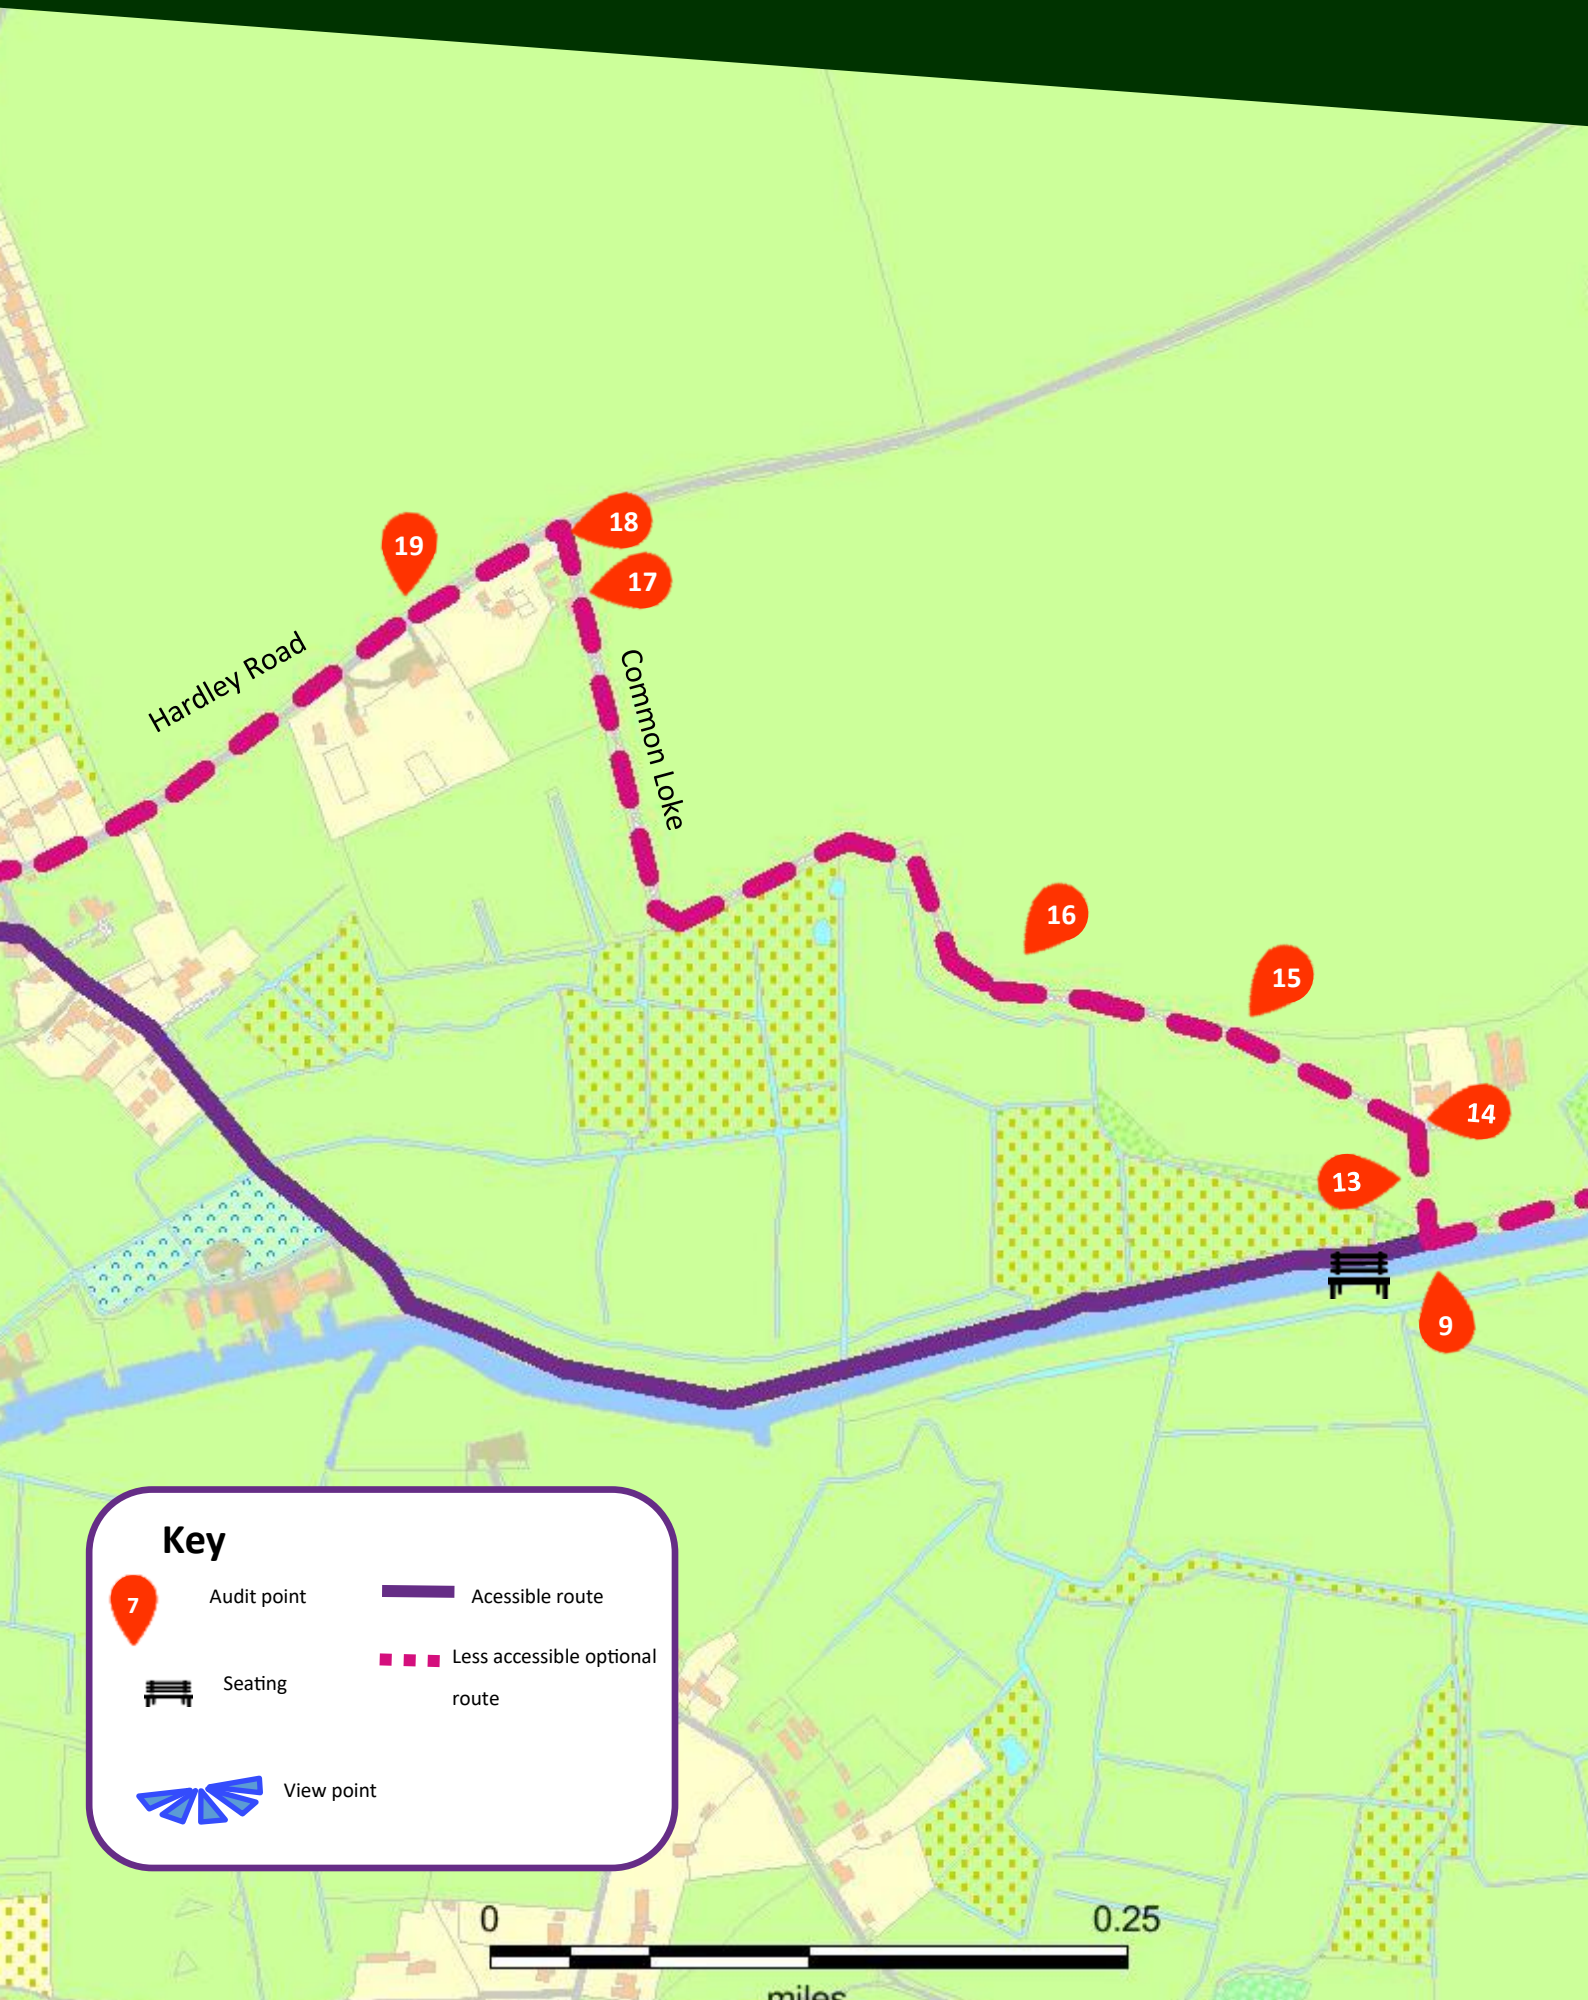 18
19
17
Hardley Road
Common Loke
16
15
14
13
9
Key
7
Audit point
Acessible route
Less accessible optional
route
Seating
View point
0
0.25
miles